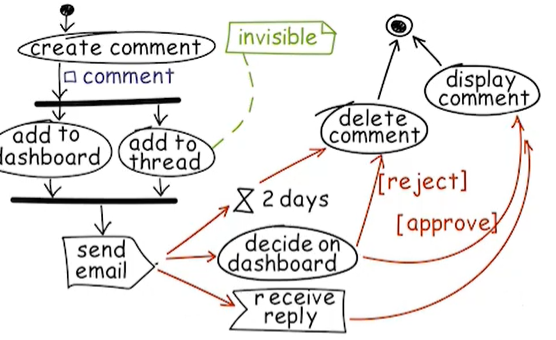 create comment
invisible
comment
display
comment
delete
comment
add to
dashboard
add to
thread
[reject]
2 days
[approve]
send
email
decide on
dashboard
receive
reply